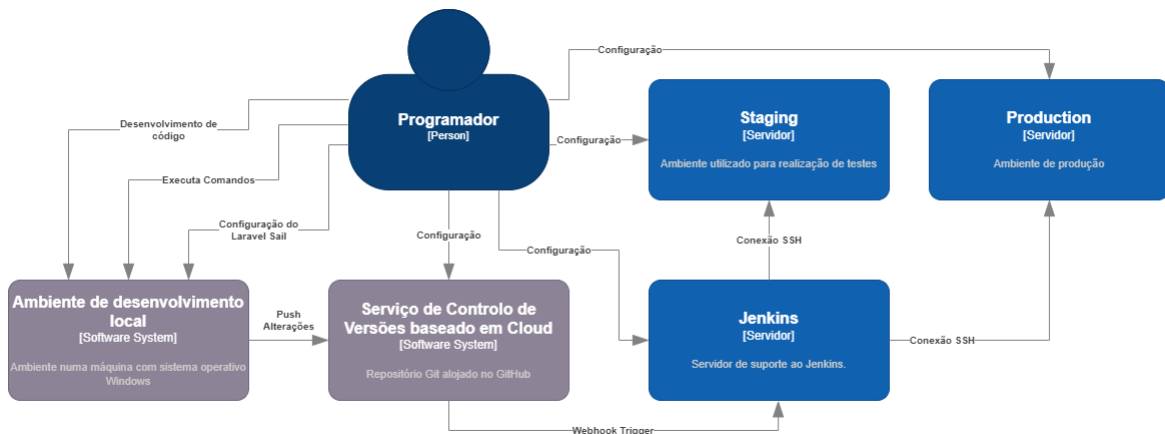 Configuração
Programador
[Person]
Staging
[Servidor]
Ambiente utilizado para realização de testes
Production
[Servidor]
Ambiente de produção
Desenvolvimento de
código
Configuração
Executa Comandos
Configuração do
Laravel Sail
Configuração
Configuração
Conexão SSH
Ambiente de desenvolvimento
local
[Software System]
Ambiente numa máquina com sistema operativo
Windows
Push
Alterações
Serviço de Controlo de
Versões baseado em Cloud
[Software System]
Repositório Git alojado no GitHub
Jenkins
[Servidor]
Servidor de suporte ao Jenkins.
Conexão SSH
Webhook Trigger